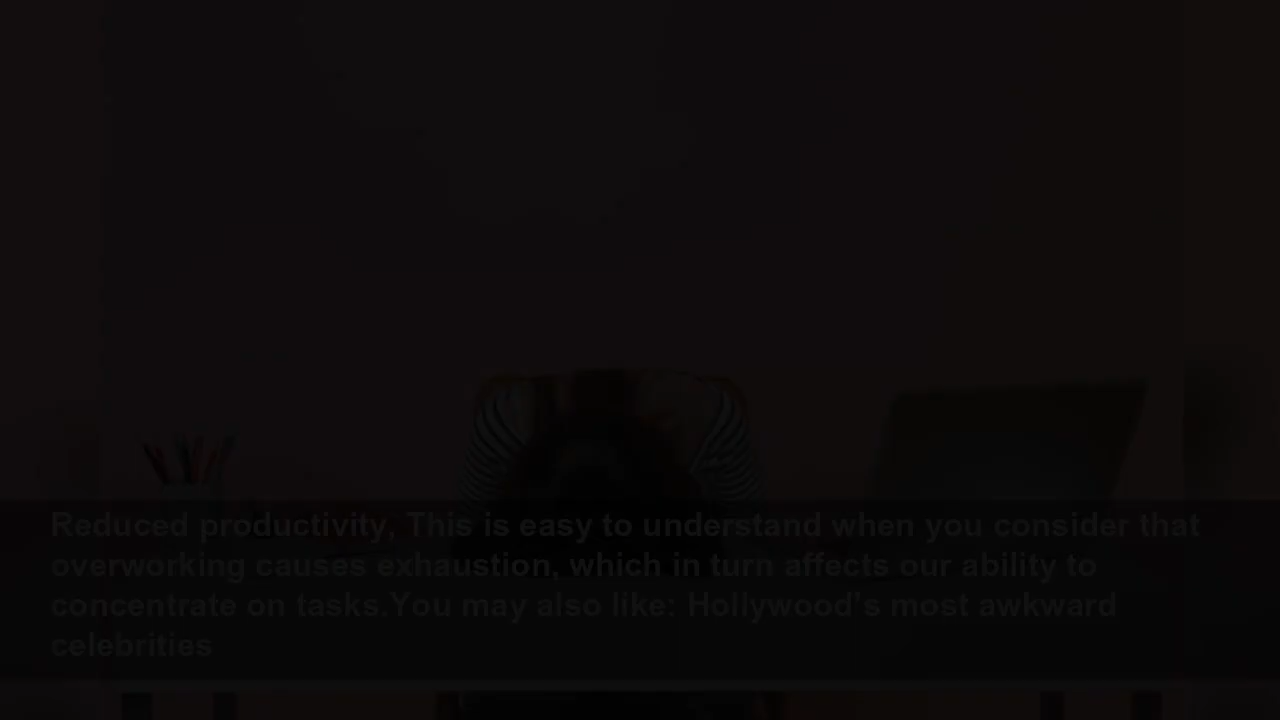 Reduced productivity, This is easy to understand when you consider that
overworking causes exhaustion, which in turn affects our ability to
concentrate on tasks.You may also like: Hollywood's most awkward
celebrities